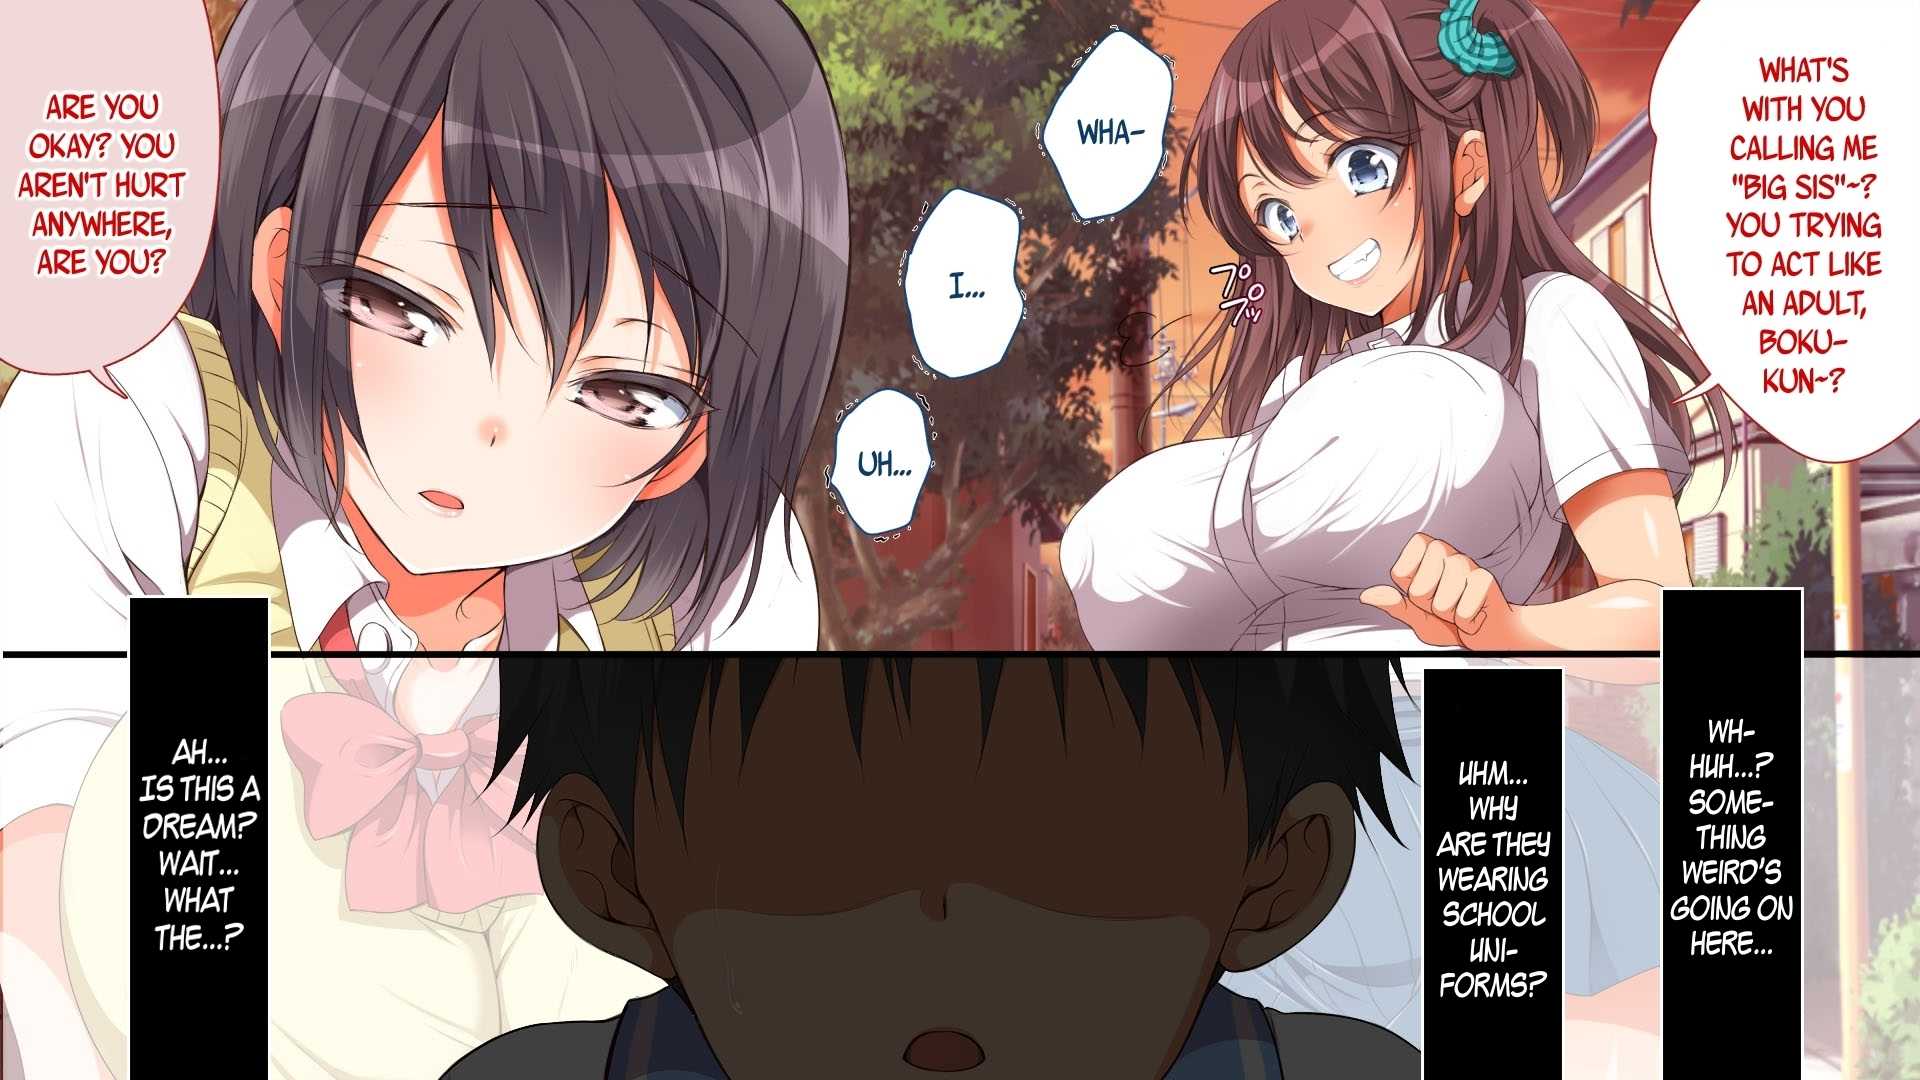 WHAT'S
WITH YOU
CALLING ME
"BIG SIS"~?
YOU TRYING
TO ACT LIKE
AN ADULT,
BOKU-
KUN~?
プ
プッ
WHA-
I...
UH...
ARE YOU
OKAY? YOU
AREN'T HURT
ANYWHERE,
ARE YOU?
WH-
HUH...?
SOME-
THING
WEIRD'S
GOING ON
HERE...
UHM...
WHY
ARE THEY
WEARING
SCHOOL
UNI-
FORMS?
AH...
IS THIS A
DREAM?
WAIT...
WHAT
THE...?